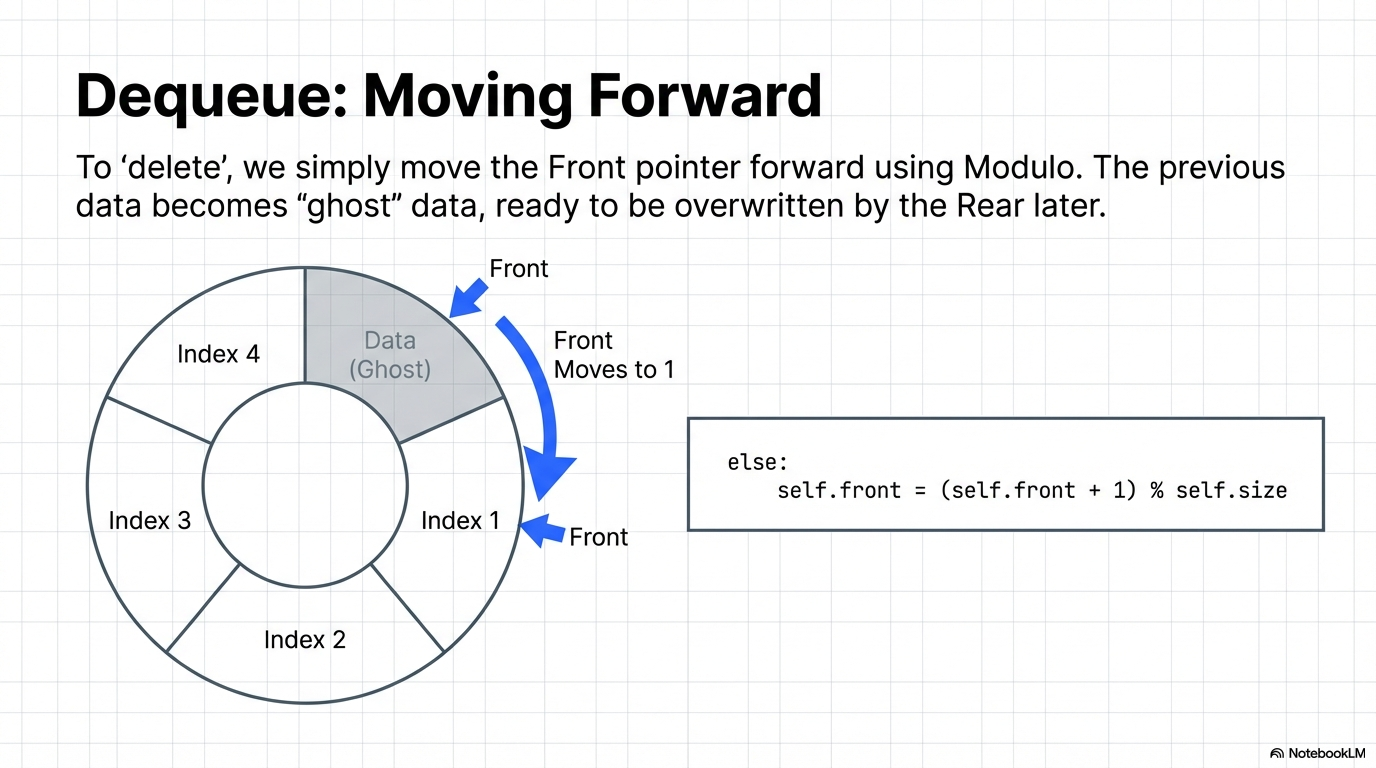 Dequeue: Moving Forward
To ‘delete’, we simply move the Front pointer forward using Modulo. The previous
data becomes “ghost” data, ready to be overwritten by the Rear later.
Front
Data
(Ghost)
Front
Moves to 1
Index 4
Index 3
Index 1
Front
Index 2
else:
    self.front = (self.front + 1) % self.size
NotebookLM